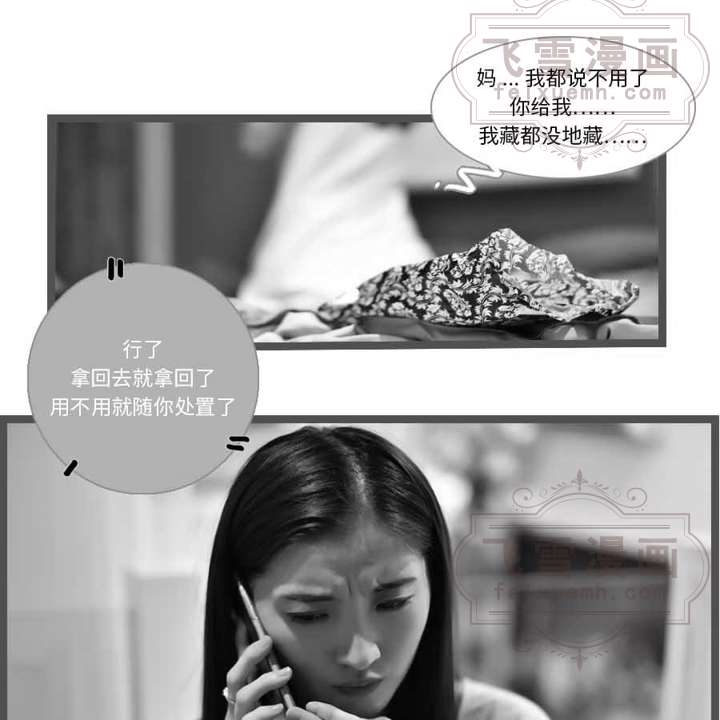 飞雪漫画
feixuemh.com
妈...我都说不用了
你给我......
我藏都没地藏......
行了
拿回去就拿回了
用不用就随你处置了
飞雪漫画
feixuemh.com